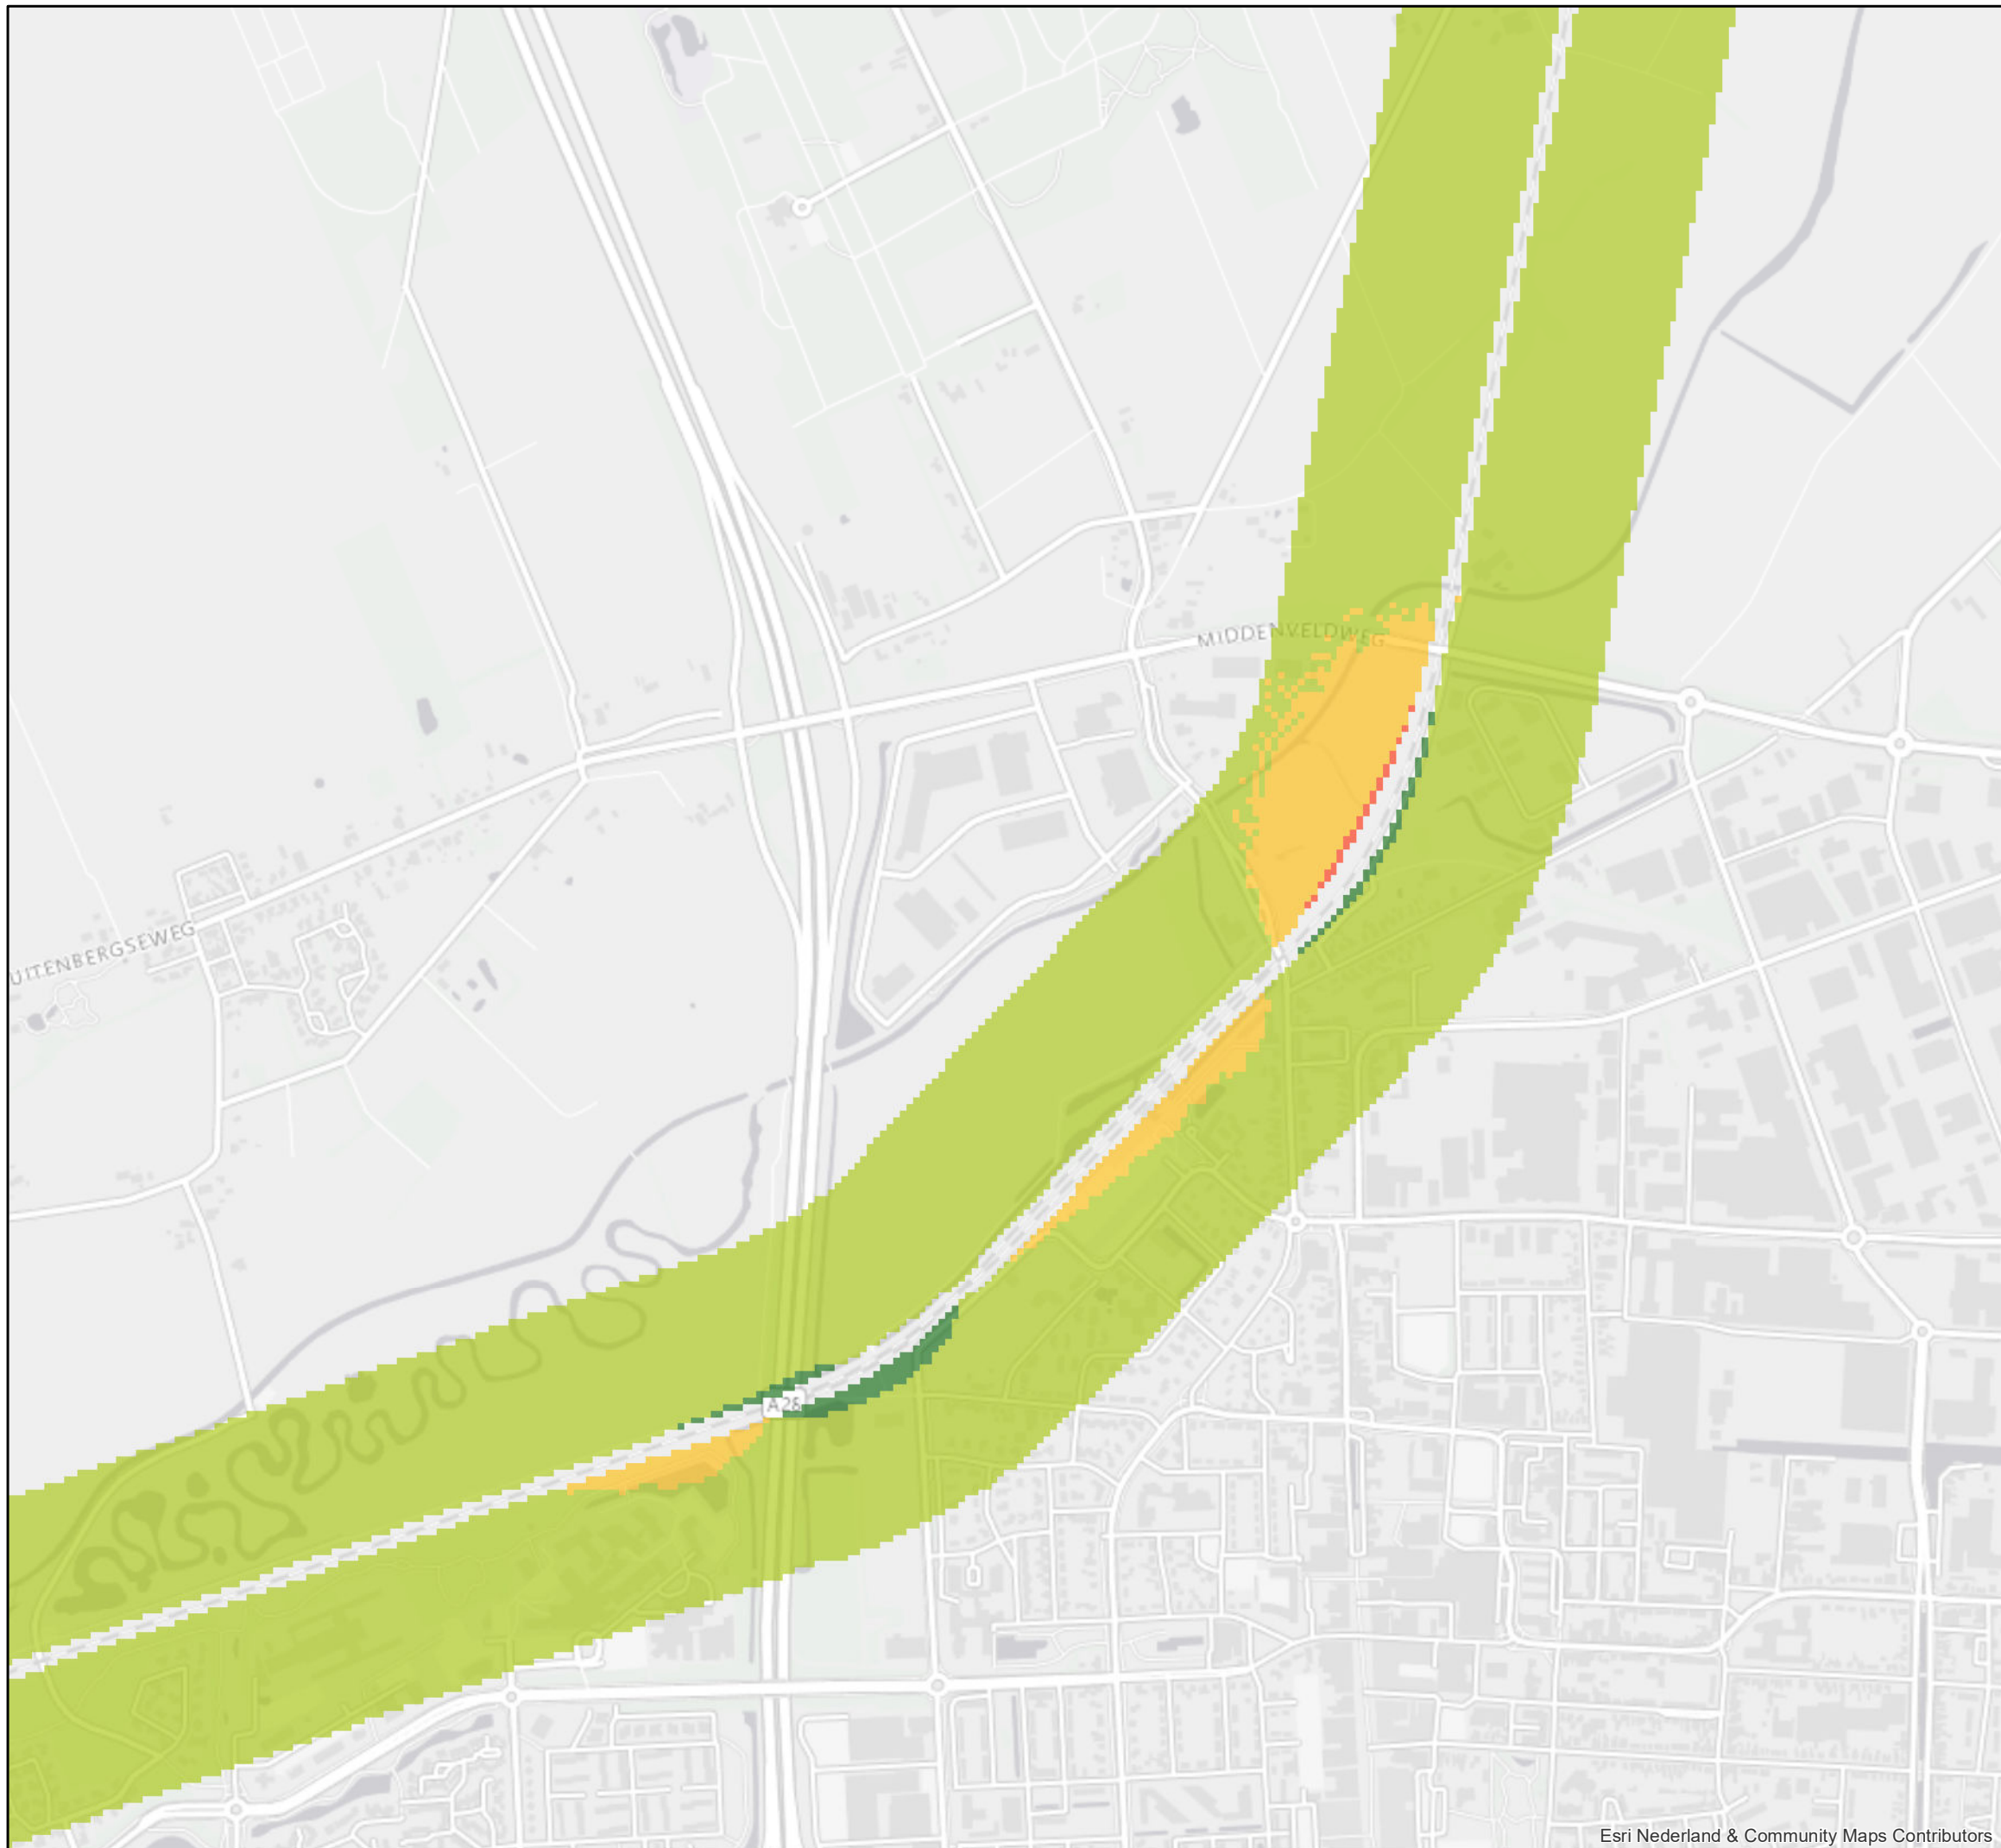 MIDDENVELDWEG
UITENBERGSEWEG
A28
Esri Nederland & Community Maps Contributors